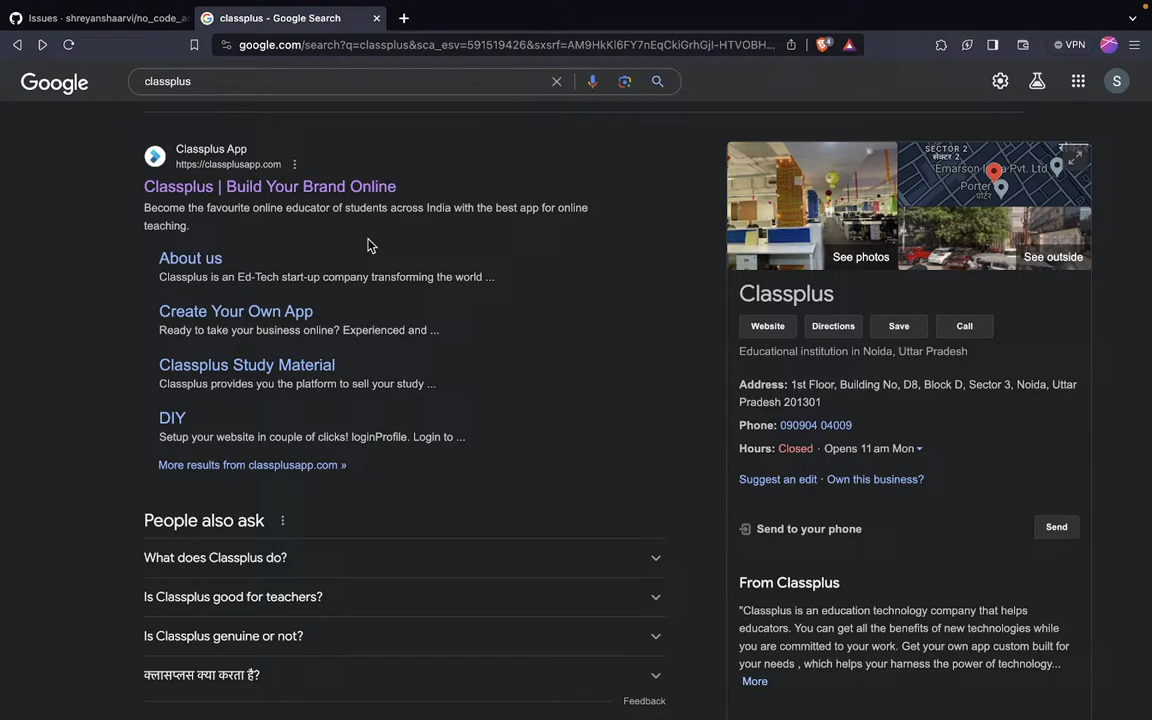 Issues · shreyanshaarvi/no_code_a
classplus - Google Search
google.com/search?q=classplus&sca_esv=591519426&sxsrf=AM9HkKl6FY7nEqCkiGrhGjI-HTVOBH...
4
VPN
Google
classplus
S
Classplus App
https://classplusapp.com
Classplus | Build Your Brand Online
Become the favourite online educator of students across India with the best app for online
teaching.
About us
Classplus is an Ed-Tech start-up company transforming the world ...
Create Your Own App
Ready to take your business online? Experienced and ...
Classplus Study Material
Classplus provides you the platform to sell your study ...
DIY
Setup your website in couple of clicks! loginProfile. Login to ...
More results from classplusapp.com »
People also ask
What does Classplus do?
Is Classplus good for teachers?
Is Classplus genuine or not?
क्लासप्लस क्या करता है?
Feedback
SECTOR 2
सेक्टर 2
Emarson India Pvt. Ltd
Porter
पोर्टर
See photos
See outside
Classplus
Website
Directions
Save
Call
Educational institution in Noida, Uttar Pradesh
Address: 1st Floor, Building No, D8, Block D, Sector 3, Noida, Uttar
Pradesh 201301
Phone: 090904 04009
Hours: Closed · Opens 11 am Mon
Suggest an edit · Own this business?
Send to your phone
Send
From Classplus
"Classplus is an education technology company that helps
educators. You can get all the benefits of new technologies while
you are committed to your work. Get your own app custom built for
your needs , which helps your harness the power of technology...
More